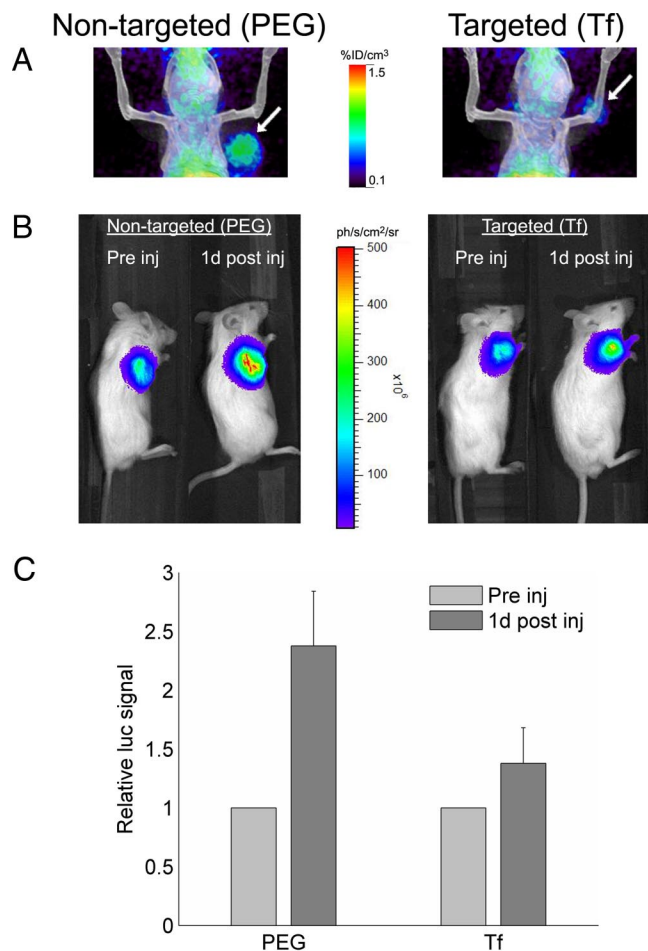 Non-targeted (PEG)
Targeted (Tf)
A
%ID/cm3
1.5
0.1
B
Non-targeted (PEG)
Pre inj
1d post inj
ph/s/cm2/sr
500
400
300
x106
200
100
Targeted (Tf)
Pre inj
1d post inj
C
Relative luc signal
3
2.5
2
1.5
1
0.5
0
Pre inj
1d post inj
PEG
Tf